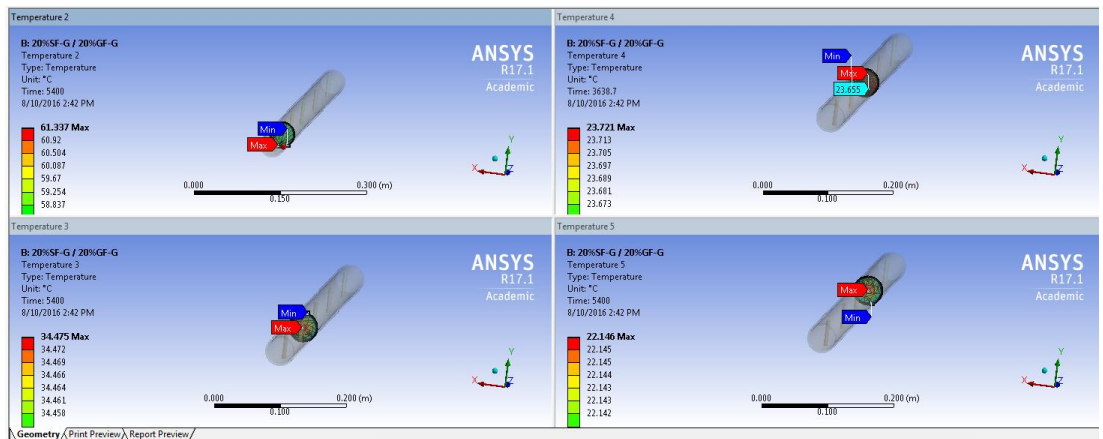 Temperature 2
B: 20%SF-G / 20%GF-G
Temperature 2
Type: Temperature
Unit: °C
Time: 5400
8/10/2016 2:42 PM
61.337 Max
60.92
60.504
60.087
59.67
59.254
58.837
Min
Max
ANSYS
R17.1
Academic
0.000
0.300 (m)
0.150
Y
X
Z
Temperature 4
B: 20%SF-G / 20%GF-G
Temperature 4
Type: Temperature
Unit: °C
Time: 3638.7
8/10/2016 2:42 PM
23.721 Max
23.713
23.705
23.697
23.689
23.681
23.673
Min
Max
23.655
ANSYS
R17.1
Academic
0.000
0.200 (m)
0.100
Y
X
Z
Temperature 3
B: 20%SF-G / 20%GF-G
Temperature 3
Type: Temperature
Unit: °C
Time: 5400
8/10/2016 2:42 PM
34.475 Max
34.472
34.469
34.466
34.464
34.461
34.458
Min
Max
ANSYS
R17.1
Academic
0.000
0.200 (m)
0.100
Y
X
Z
Temperature 5
B: 20%SF-G / 20%GF-G
Temperature 5
Type: Temperature
Unit: °C
Time: 5400
8/10/2016 2:42 PM
22.146 Max
22.145
22.145
22.144
22.143
22.143
22.142
Max
Min
ANSYS
R17.1
Academic
0.000
0.200 (m)
0.100
Y
X
Z
Geometry Print Preview Report Preview